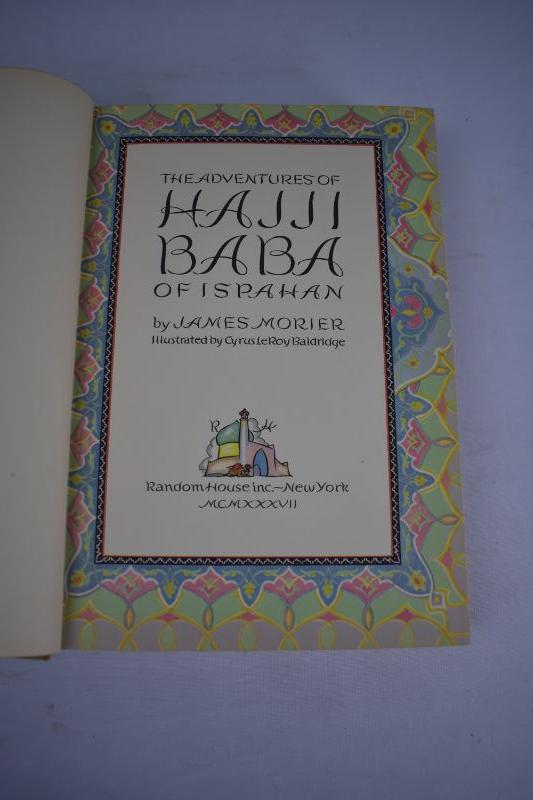 THE ADVENTURES OF
HAJJI
BABA
OF ISPAHAN
by JAMES MORIER
Illustrated by Cyrus LeRoy Baldridge
R H
Random House inc.~New York
MCMXXXVII